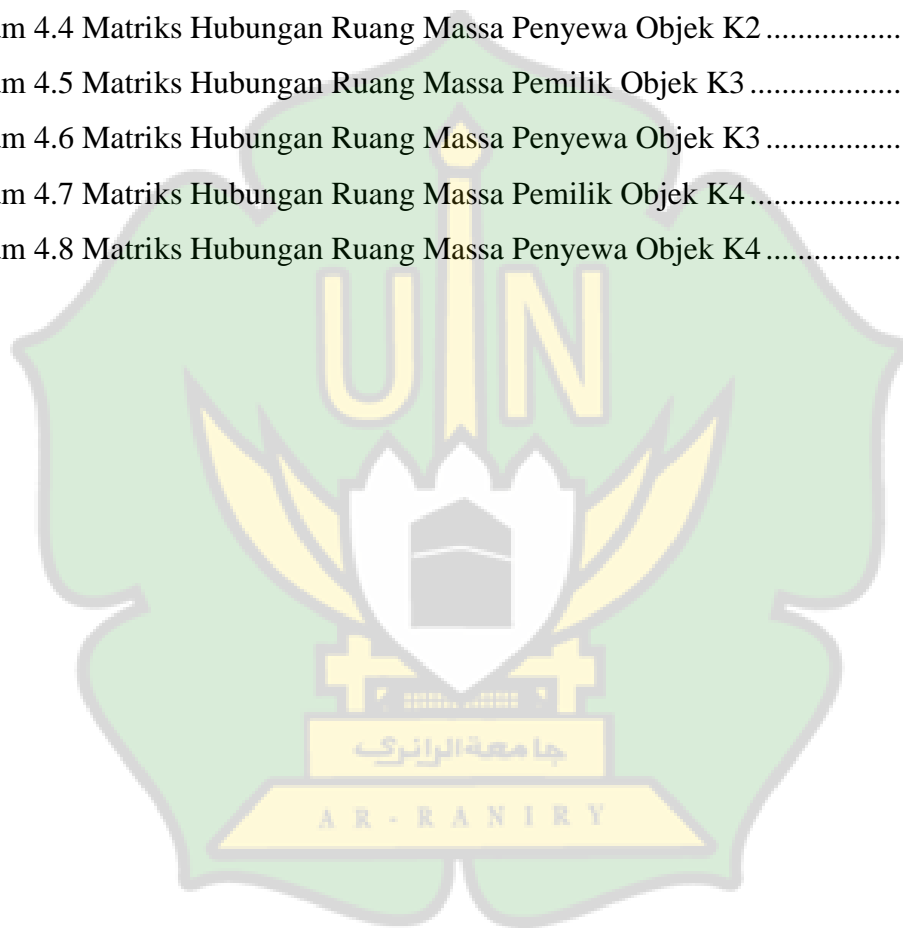 m 4.4 Matriks Hubungan Ruang Massa Penyewa Objek K2 .................
m 4.5 Matriks Hubungan Ruang Massa Pemilik Objek K3 ...................
m 4.6 Matriks Hubungan Ruang Massa Penyewa Objek K3 .................
m 4.7 Matriks Hubungan Ruang Massa Pemilik Objek K4 ...................
m 4.8 Matriks Hubungan Ruang Massa Penyewa Objek K4 .................
UIN
جامعة الرانري
AR-RANIRY